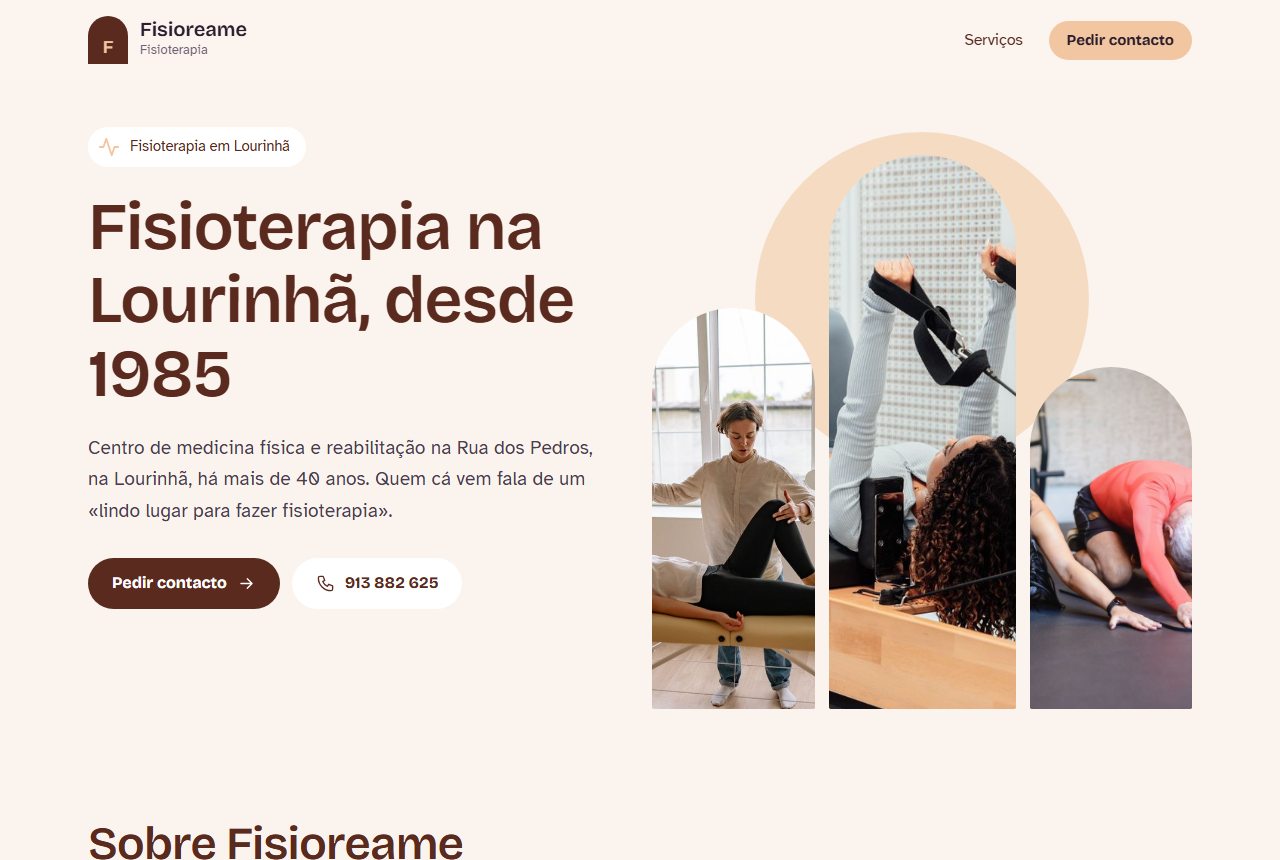 F
Fisioreame
Fisioterapia
Serviços
Pedir contacto
Fisioterapia em Lourinhã
Fisioterapia na
Lourinhã, desde
1985
Centro de medicina física e reabilitação na Rua dos Pedros,
na Lourinhã, há mais de 40 anos. Quem cá vem fala de um
«lindo lugar para fazer fisioterapia».
Pedir contacto
913 882 625
Sobre Fisioreame